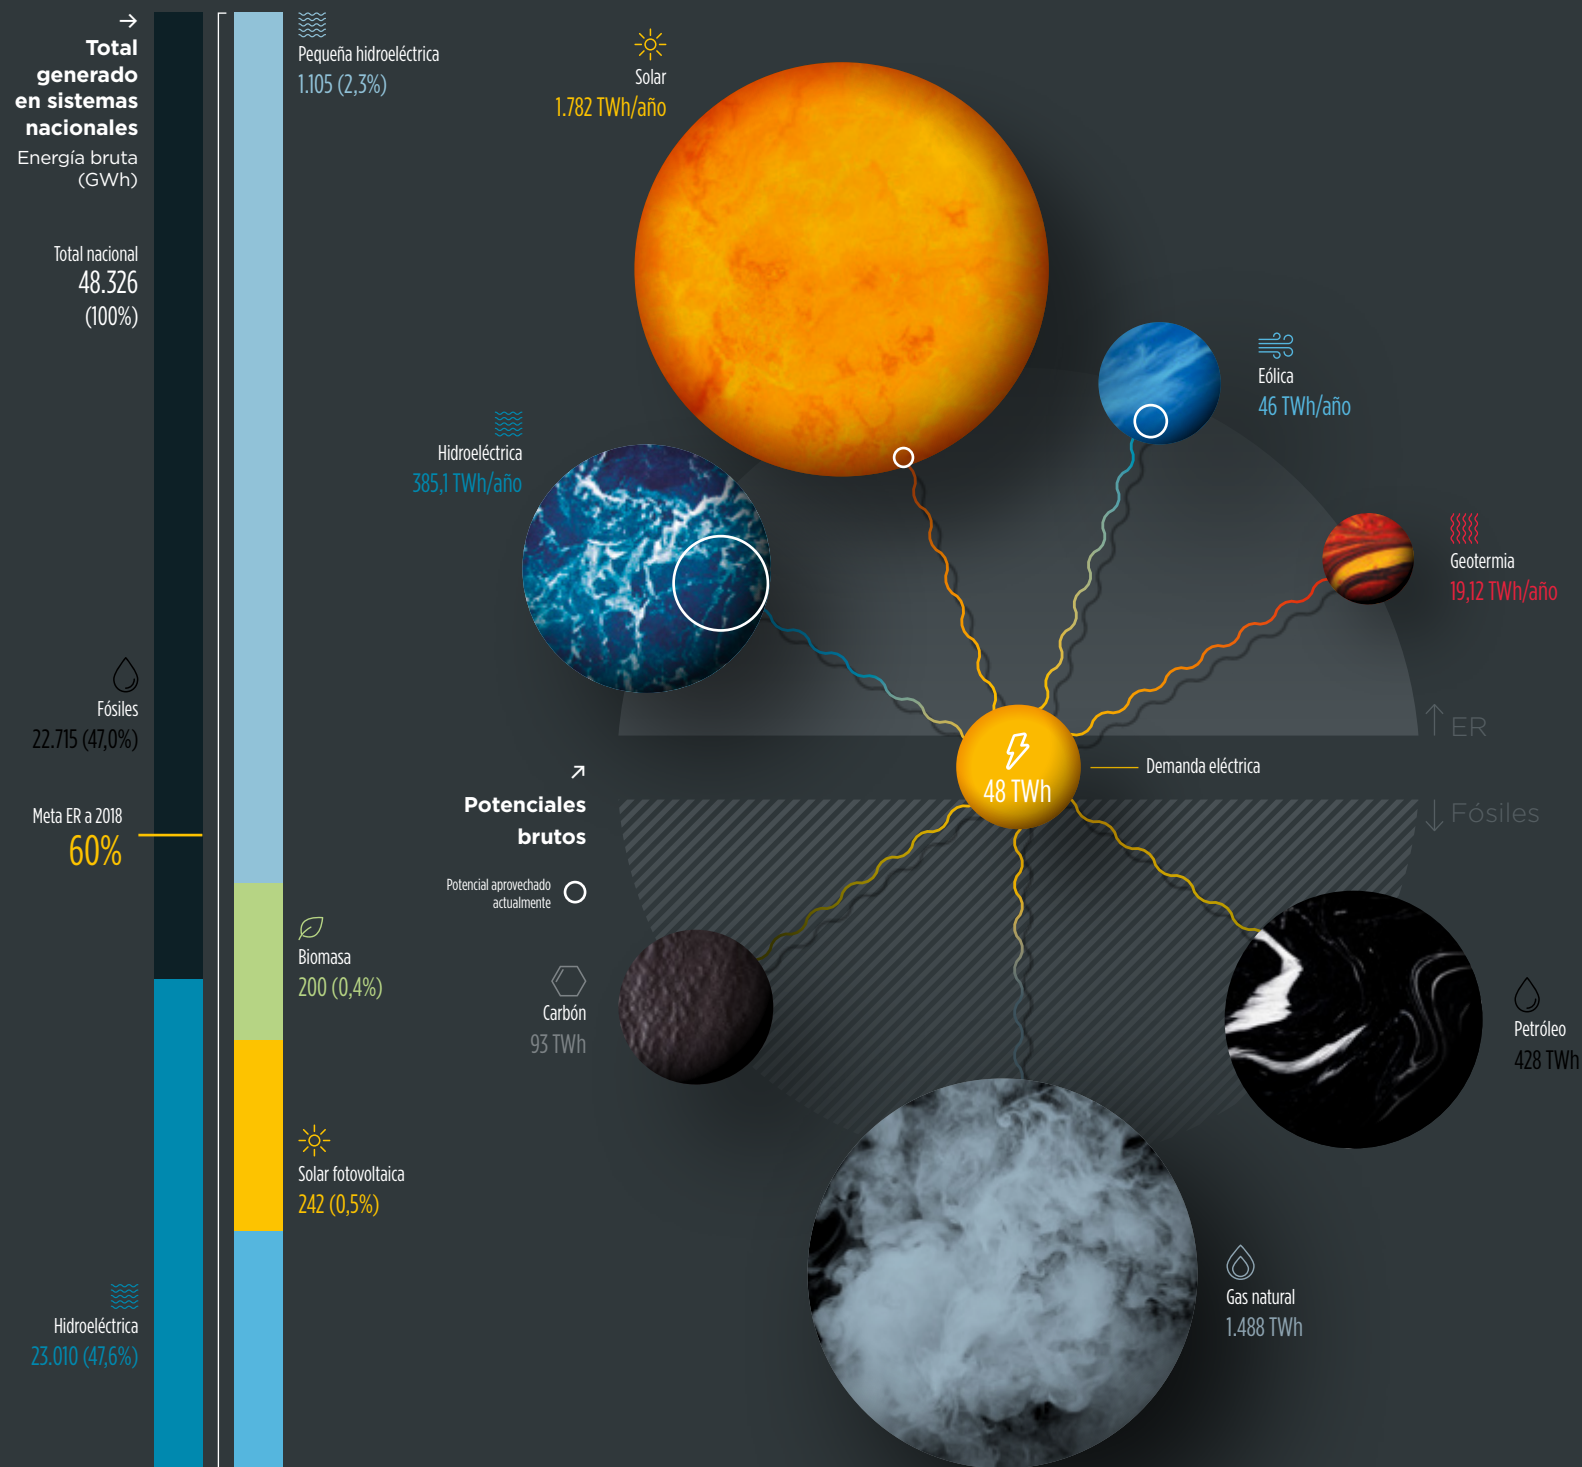 Total
generado
en sistemas
nacionales
Energía bruta
(GWh)
Total nacional
48.326
(100%)
Fósiles
22.715 (47,0%)
Meta ER a 2018
60%
Hidroeléctrica
23.010 (47,6%)
Pequeña hidroeléctrica
1.105 (2,3%)
Biomasa
200 (0,4%)
Solar fotovoltaica
242 (0,5%)
Solar
1.782 TWh/año
Eólica
46 TWh/año
Hidroeléctrica
385,1 TWh/año
Geotermia
19,12 TWh/año
ER
48 TWh
Demanda eléctrica
Fósiles
Potenciales
brutos
Potencial aprovechado
actualmente
Carbón
93 TWh
Petróleo
428 TWh
Gas natural
1.488 TWh